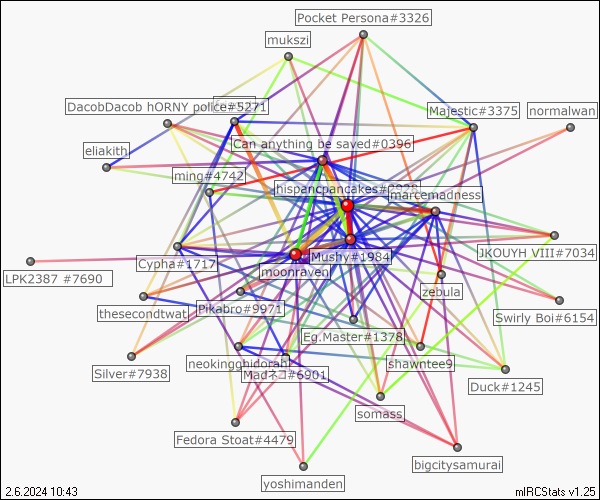 Pocket Persona#3326
mukszi
DacobDacob hORNY police#5271
Majestic#3375
normalwan
Can anything be saved#0396
eliakith
ming#4742
hispancpancakes#0828
marcemadness
Cypha#1717
Mushy#1984
JKOUYH VIII#7034
moonraven
LPK2387 #7690
zebula
thesecondtwat
Pikabro#9971
Swirly Boi#6154
Eg.Master#1378
neokingghidorah
shawntee9
Silver#7938
Madネコ#6901
Duck#1245
somass
Fedora Stoat#4479
bigcitysamurai
yoshimanden
2.6.2024 10:43
mIRCStats v1.25